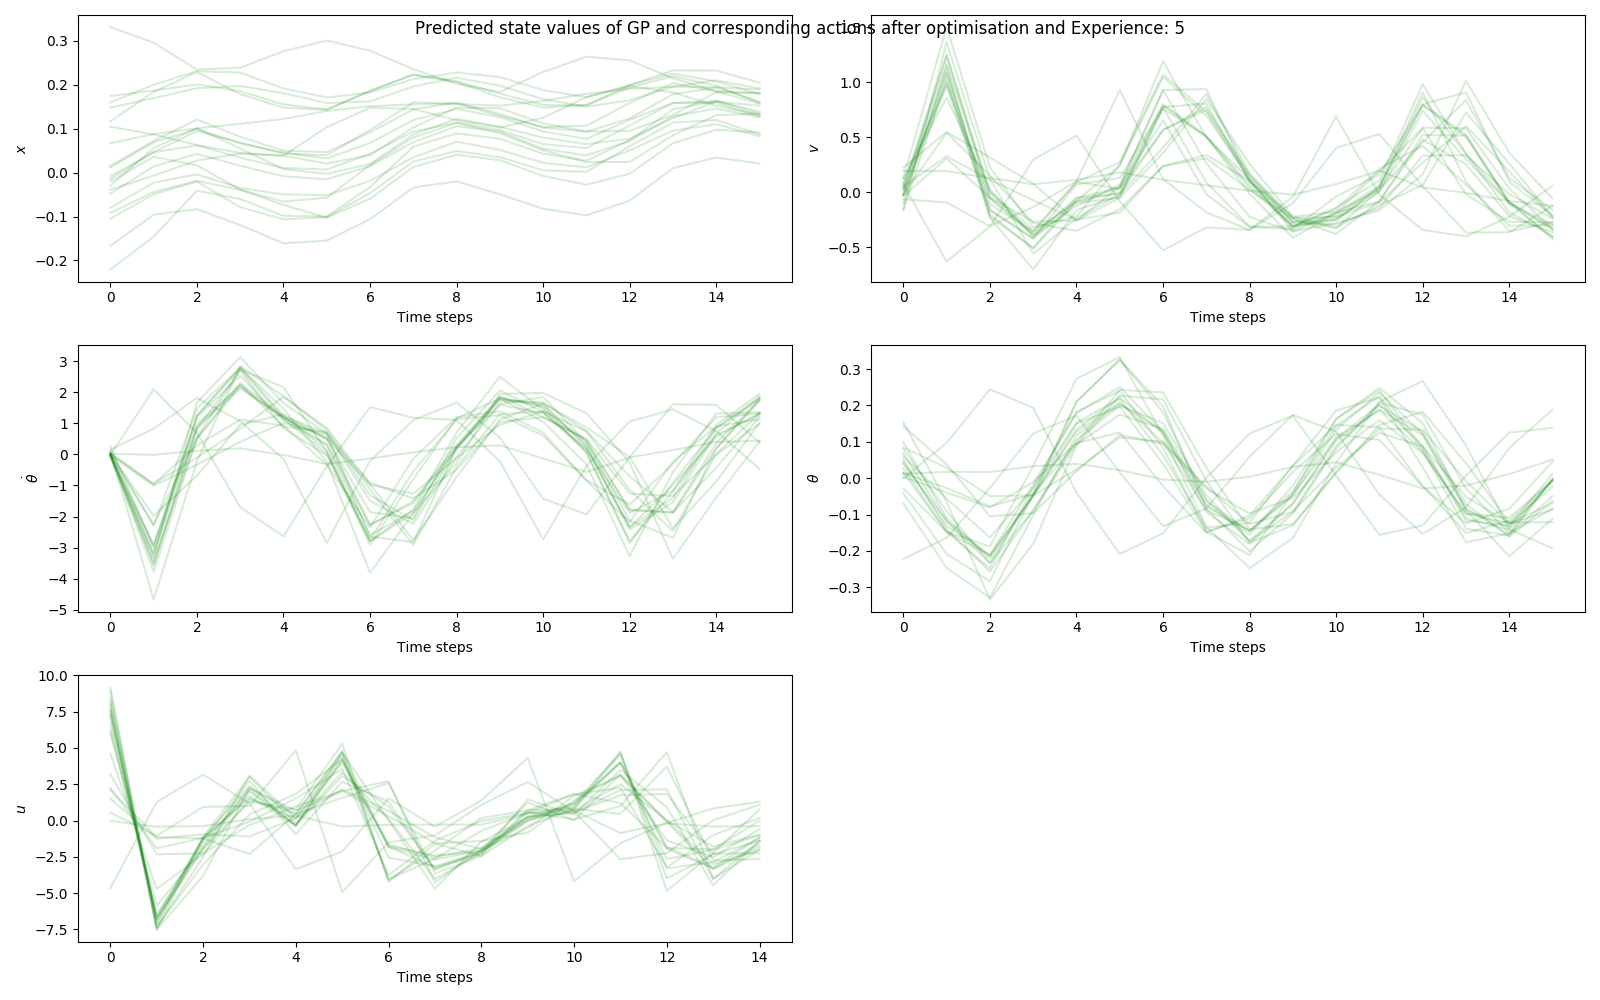 Predicted state values of GP and corresponding actions after optimisation and Experience: 5
0.3
0.2
0.1
0.0
−0.1
−0.2
x
0 2 4 6 8 10 12 14
Time steps
1.5
1.0
0.5
0.0
−0.5
v
0 2 4 6 8 10 12 14
Time steps
3
2
1
0
−1
−2
−3
−4
−5
θ̇
0 2 4 6 8 10 12 14
Time steps
0.3
0.2
0.1
0.0
−0.1
−0.2
−0.3
θ
0 2 4 6 8 10 12 14
Time steps
10.0
7.5
5.0
2.5
0.0
−2.5
−5.0
−7.5
u
0 2 4 6 8 10 12 14
Time steps